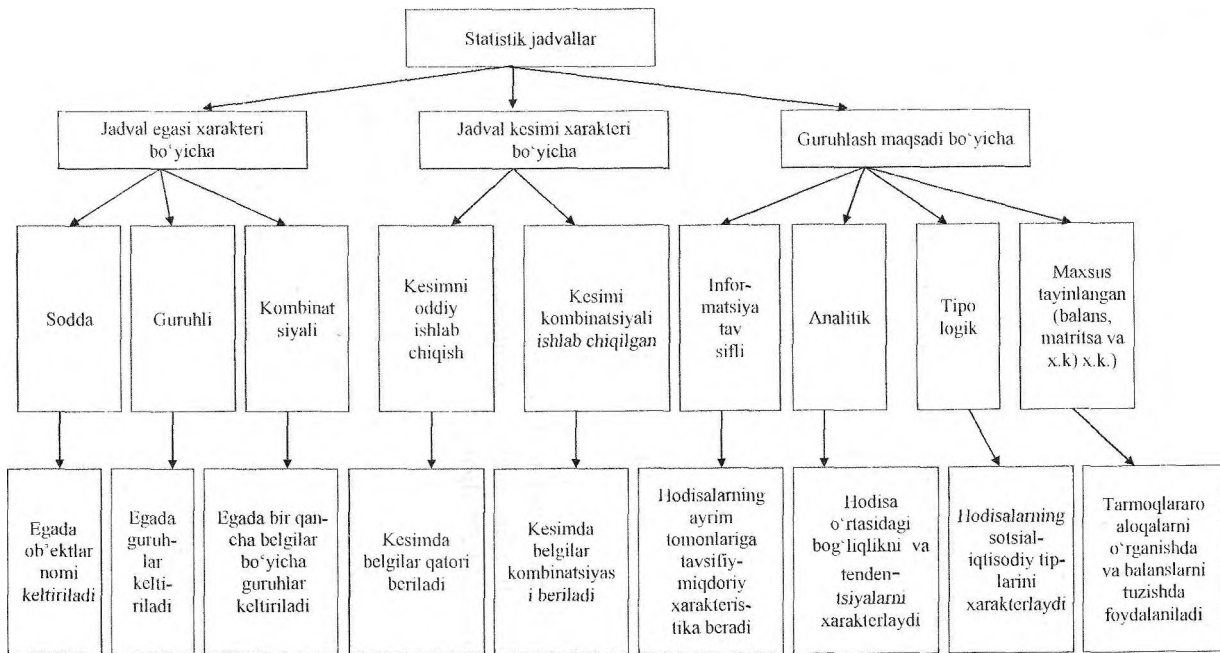 Statistik jadvallar
Jadval egasi xarakteri
bo‘yicha
Jadval kesimi xarakteri
bo‘yicha
Guruhlash maqsadi bo‘yicha
Sodda
Guruhli
Kombinat
siyali
Kesimni
oddiy
ishlab
chiqish
Kesimi
kombinatsiyali
ishlab chiqilgan
Infor-
matsiya
tav
sifli
Analitik
Tipo
logik
Maxsus
tayinlangan
(balans,
matritsa va
x.k) x.k.)
Egada
ob’ektlar
nomi
keltiriladi
Egada
guruh-
lar
kelti-
riladi
Egada bir qan-
cha belgilar
bo‘yicha
guruhlar
keltiriladi
Kesimda
belgilar qatori
beriladi
Kesimda
belgilar
kombinatsiyas
i beriladi
Hodisalarning
ayrim
tomonlariga
tavsifiy-
miqdoriy
xarakteris-
tika beradi
Hodisa
o‘rtasidagi
bog‘liqlikni va
tenden-
tsiyalarni
xarakterlaydi
Hodisalarning
sotsial-
iqtisodiy tip-
larini
xarakterlaydi
Tarmoqlararo
aloqalarni
o‘rganishda
va balanslarni
tuzishda
foydalaniladi